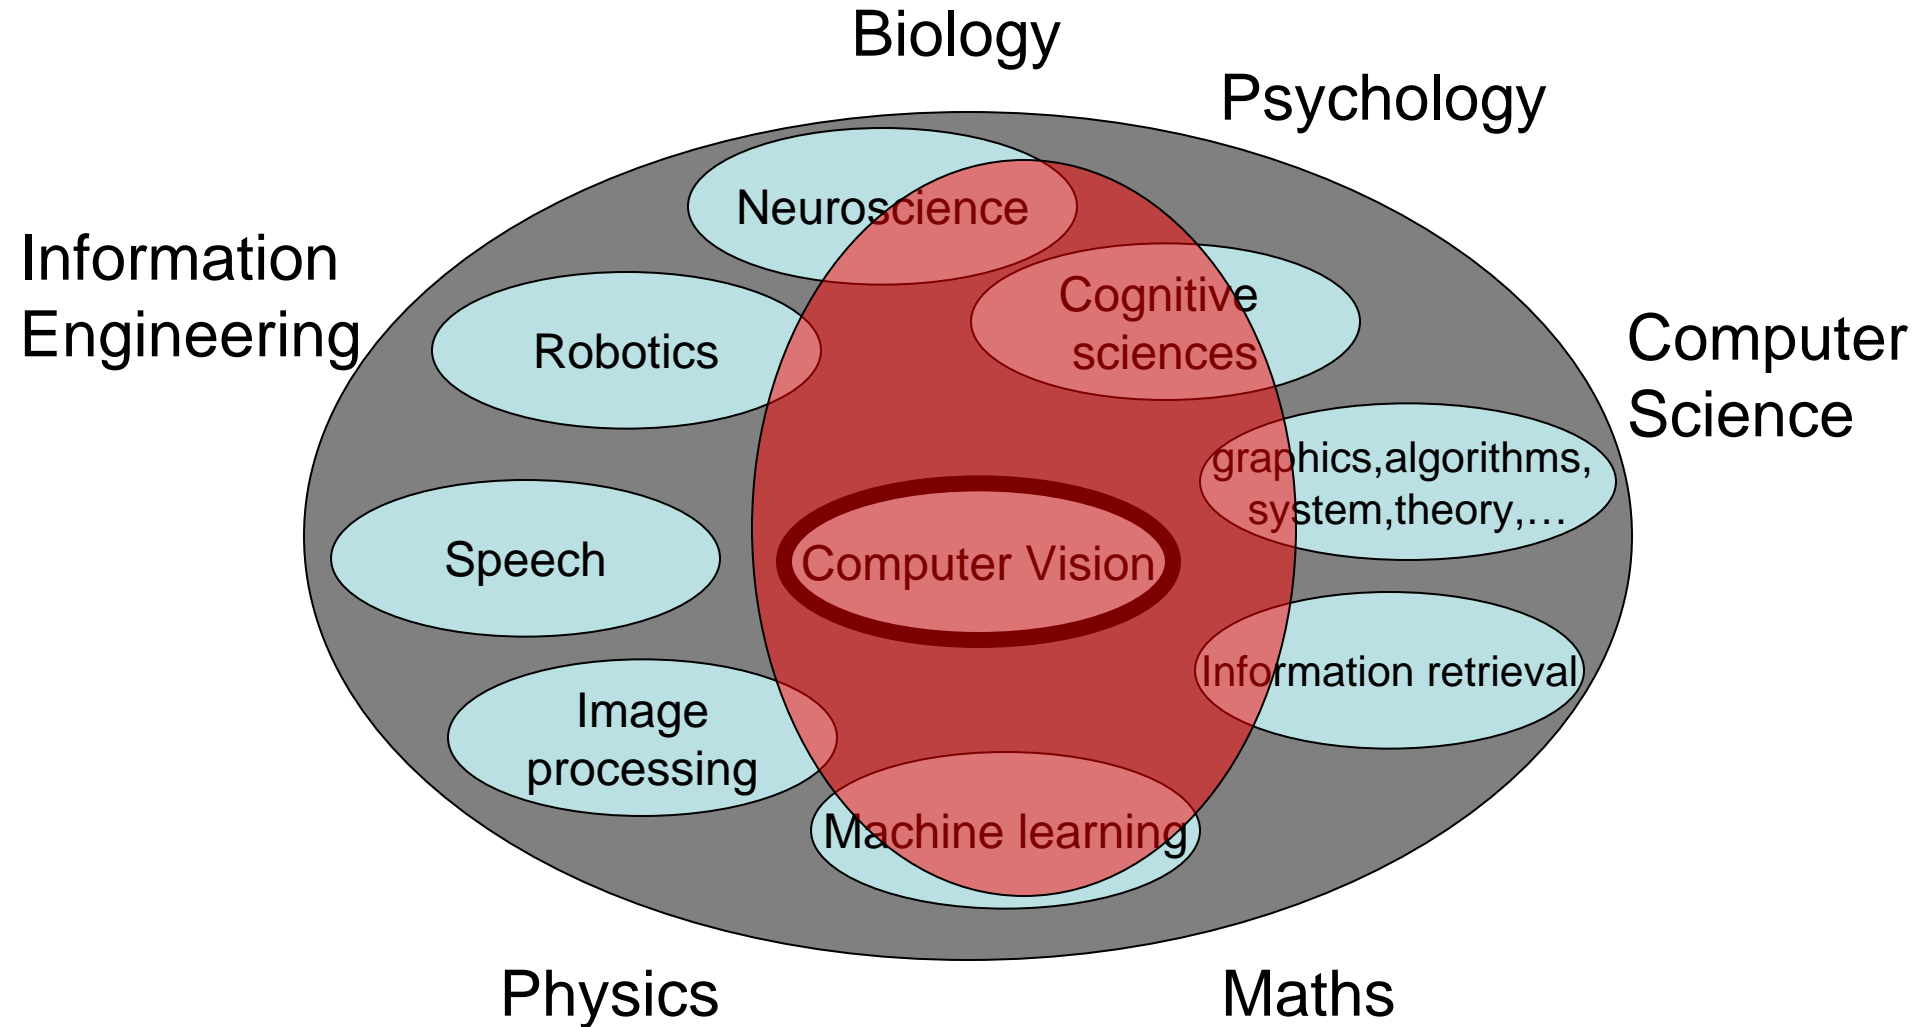 Biology
Psychology
Neuroscience
Information
Engineering
Cognitive
sciences
Robotics
Computer
Science
graphics,algorithms,
system,theory,…
Speech
Computer Vision
Information retrieval
Image
processing
Machine learning
Physics
Maths